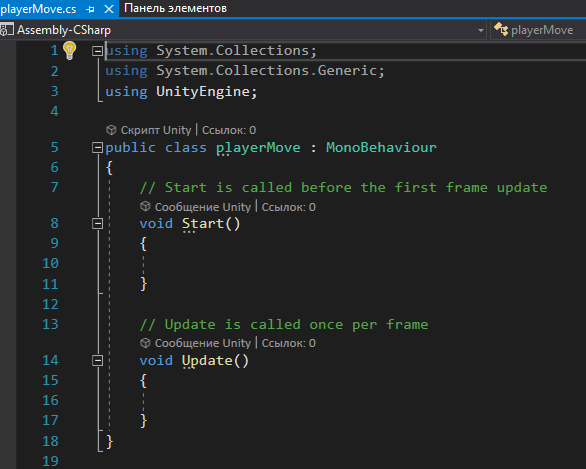 playerMove.cs Панель элементов
Assembly-CSharp playerMove
1 using System.Collections;
2 using System.Collections.Generic;
3 using UnityEngine;
4
Скрипт Unity | Ссылок: 0
5 public class playerMove : MonoBehaviour
6 {
7 // Start is called before the first frame update
Сообщение Unity | Ссылок: 0
8 void Start()
9 {
10
11 }
12
13 // Update is called once per frame
Сообщение Unity | Ссылок: 0
14 void Update()
15 {
16
17 }
18 }
19